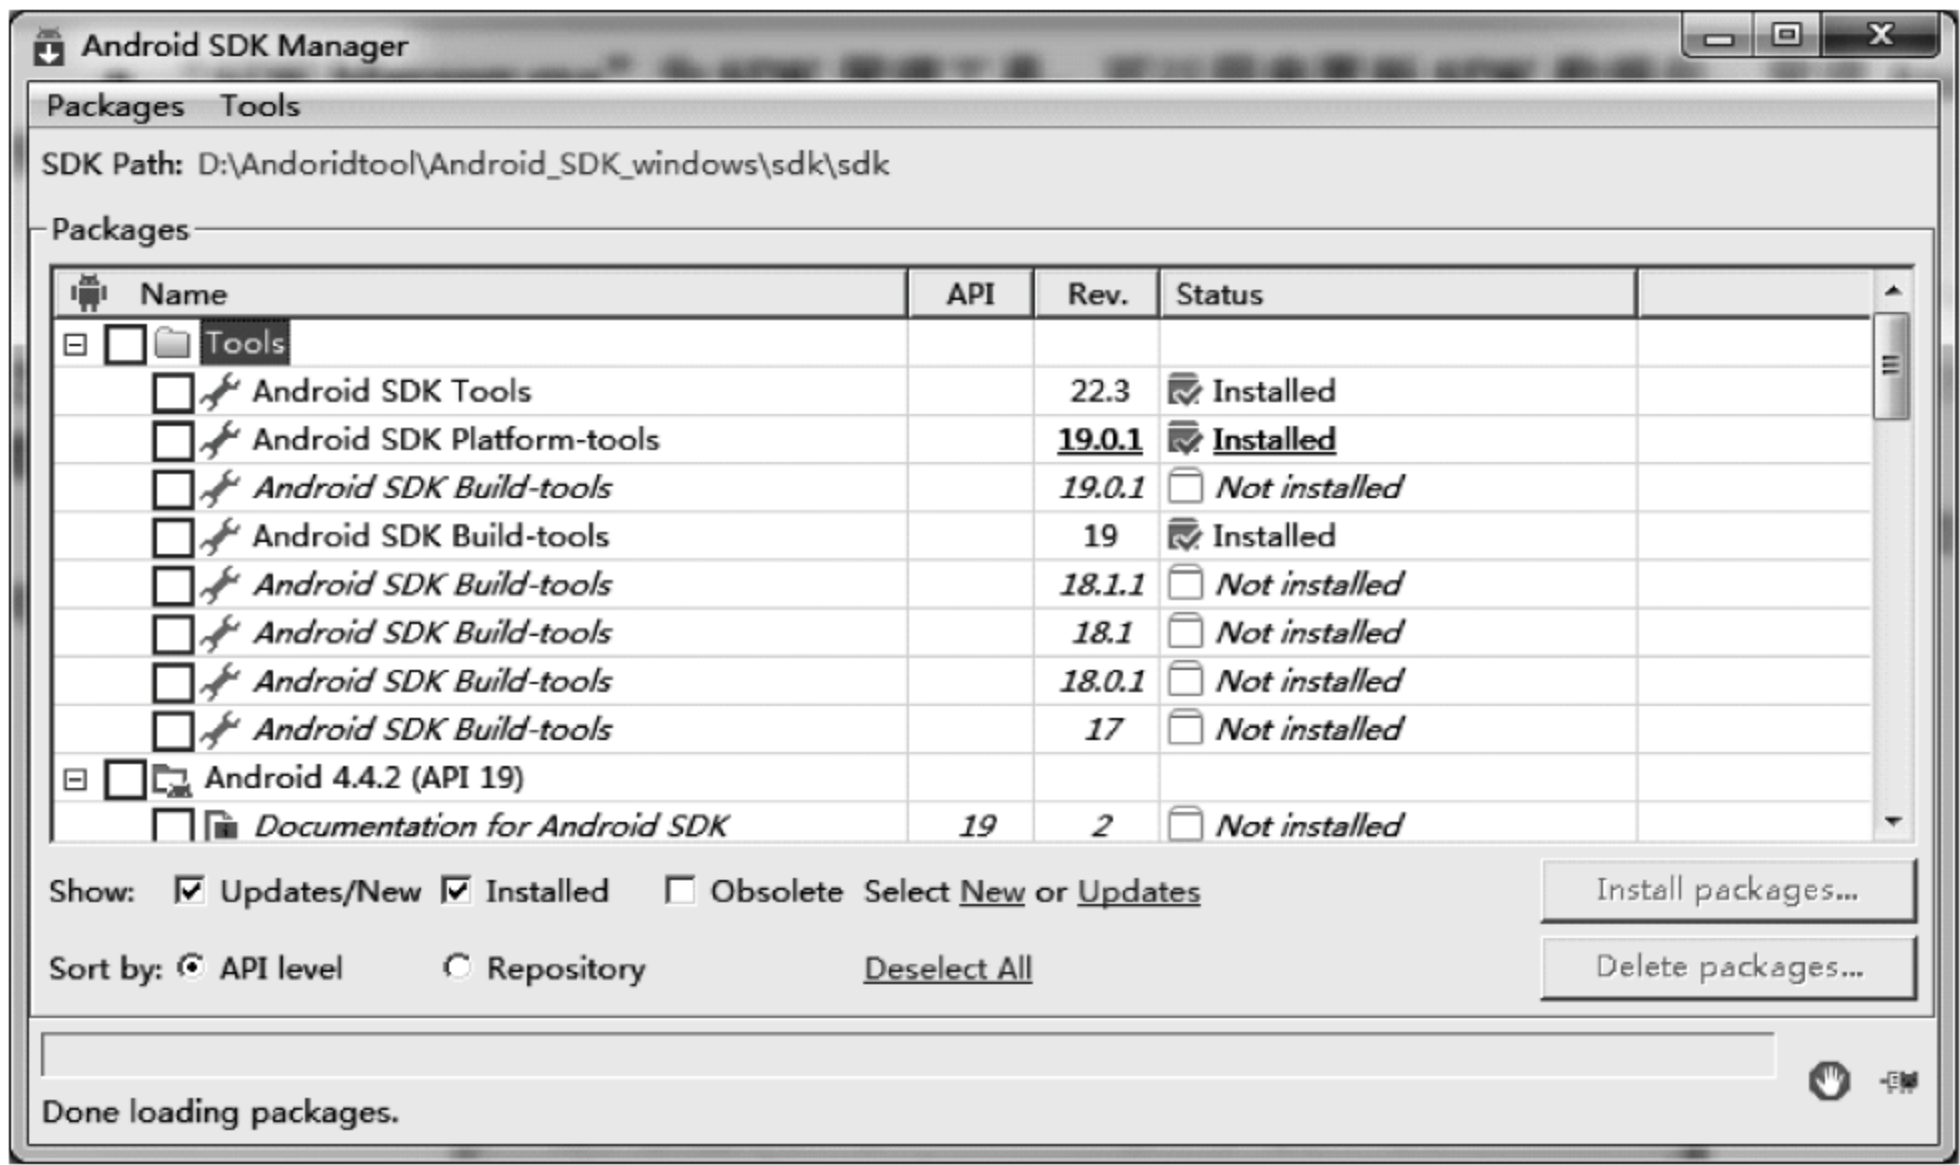 Android SDK Manager
Packages Tools
SDK Path: D:\Andoridtool\Android_SDK_windows\sdk\sdk
Packages
Name API Rev. Status
Tools
Android SDK Tools 22.3 Installed
Android SDK Platform-tools 19.0.1 Installed
Android SDK Build-tools 19.0.1 Not installed
Android SDK Build-tools 19 Installed
Android SDK Build-tools 18.1.1 Not installed
Android SDK Build-tools 18.1 Not installed
Android SDK Build-tools 18.0.1 Not installed
Android SDK Build-tools 17 Not installed
Android 4.4.2 (API 19)
Documentation for Android SDK 19 2 Not installed
Show: Updates/New Installed Obsolete Select New or Updates Install packages...
Sort by: API level Repository Deselect All Delete packages...
Done loading packages.